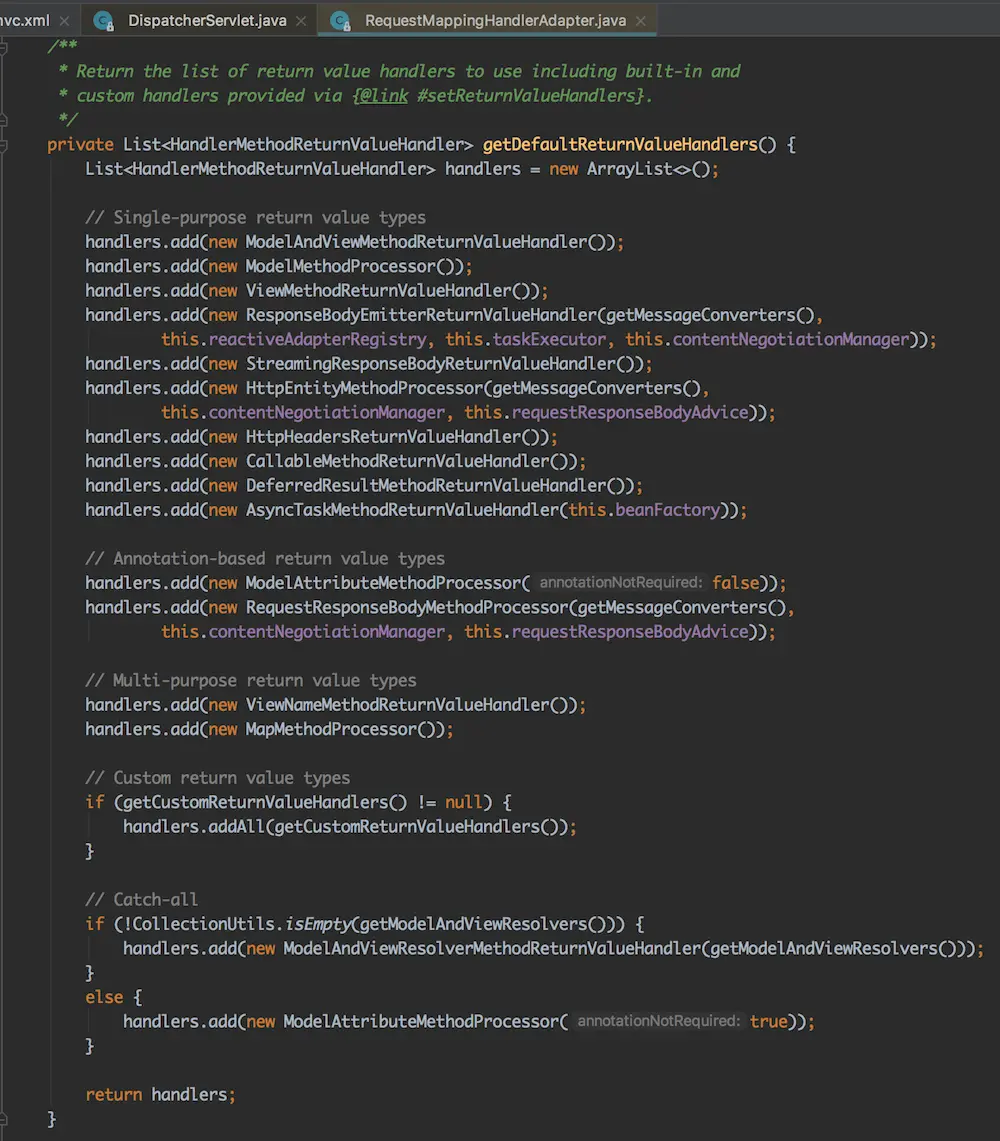 nvc.xml × DispatcherServlet.java × RequestMappingHandlerAdapter.java ×
/**
 * Return the list of return value handlers to use including built-in and
 * custom handlers provided via {@link #setReturnValueHandlers}.
 */
private List<HandlerMethodReturnValueHandler> getDefaultReturnValueHandlers() {
    List<HandlerMethodReturnValueHandler> handlers = new ArrayList<>();

    // Single-purpose return value types
    handlers.add(new ModelAndViewMethodReturnValueHandler());
    handlers.add(new ModelMethodProcessor());
    handlers.add(new ViewMethodReturnValueHandler());
    handlers.add(new ResponseBodyEmitterReturnValueHandler(getMessageConverters(),
            this.reactiveAdapterRegistry, this.taskExecutor, this.contentNegotiationManager));
    handlers.add(new StreamingResponseBodyReturnValueHandler());
    handlers.add(new HttpEntityMethodProcessor(getMessageConverters(),
            this.contentNegotiationManager, this.requestResponseBodyAdvice));
    handlers.add(new HttpHeadersReturnValueHandler());
    handlers.add(new CallableMethodReturnValueHandler());
    handlers.add(new DeferredResultMethodReturnValueHandler());
    handlers.add(new AsyncTaskMethodReturnValueHandler(this.beanFactory));

    // Annotation-based return value types
    handlers.add(new ModelAttributeMethodProcessor( annotationNotRequired: false));
    handlers.add(new RequestResponseBodyMethodProcessor(getMessageConverters(),
            this.contentNegotiationManager, this.requestResponseBodyAdvice));

    // Multi-purpose return value types
    handlers.add(new ViewNameMethodReturnValueHandler());
    handlers.add(new MapMethodProcessor());

    // Custom return value types
    if (getCustomReturnValueHandlers() != null) {
        handlers.addAll(getCustomReturnValueHandlers());
    }

    // Catch-all
    if (!CollectionUtils.isEmpty(getModelAndViewResolvers())) {
        handlers.add(new ModelAndViewResolverMethodReturnValueHandler(getModelAndViewResolvers()));
    }
    else {
        handlers.add(new ModelAttributeMethodProcessor( annotationNotRequired: true));
    }

    return handlers;
}